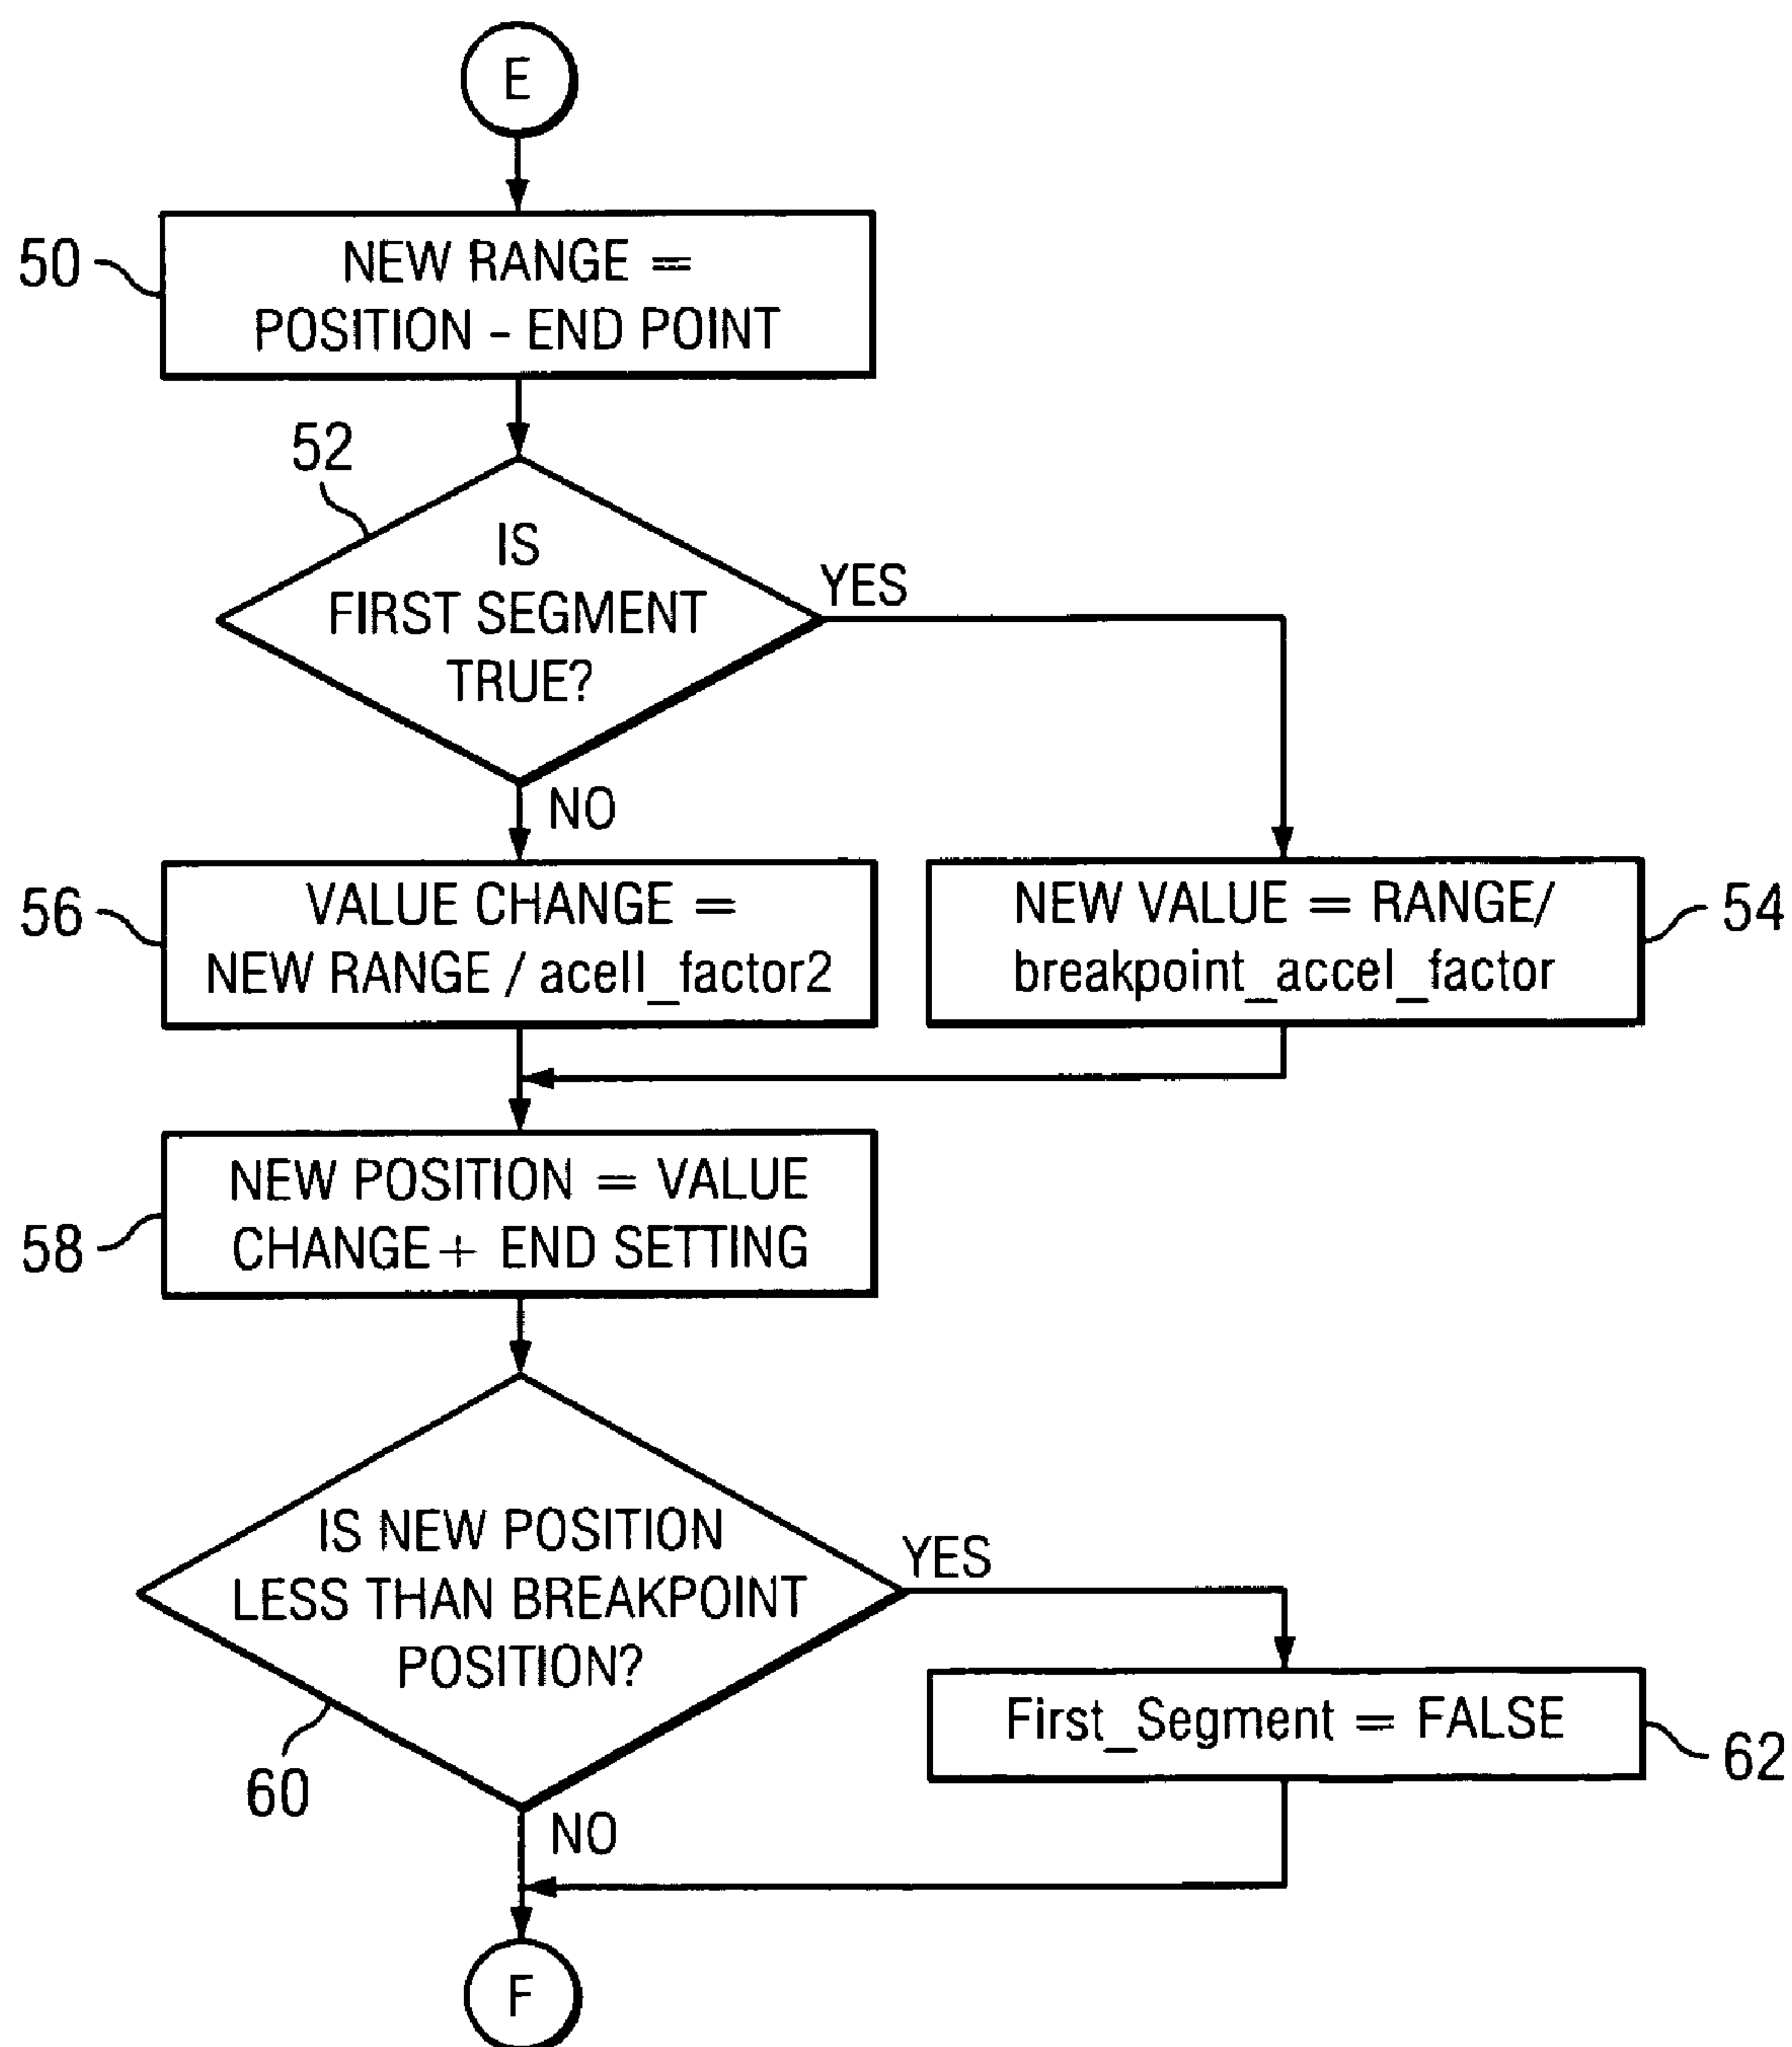 E
50
NEW RANGE =
POSITION - END POINT
52
IS
FIRST SEGMENT
TRUE?
YES
NO
56
VALUE CHANGE =
NEW RANGE / acell_factor2
NEW VALUE = RANGE/
breakpoint_accel_factor
54
58
NEW POSITION = VALUE
CHANGE + END SETTING
IS NEW POSITION
LESS THAN BREAKPOINT
POSITION?
YES
60
NO
First_Segment = FALSE
62
F